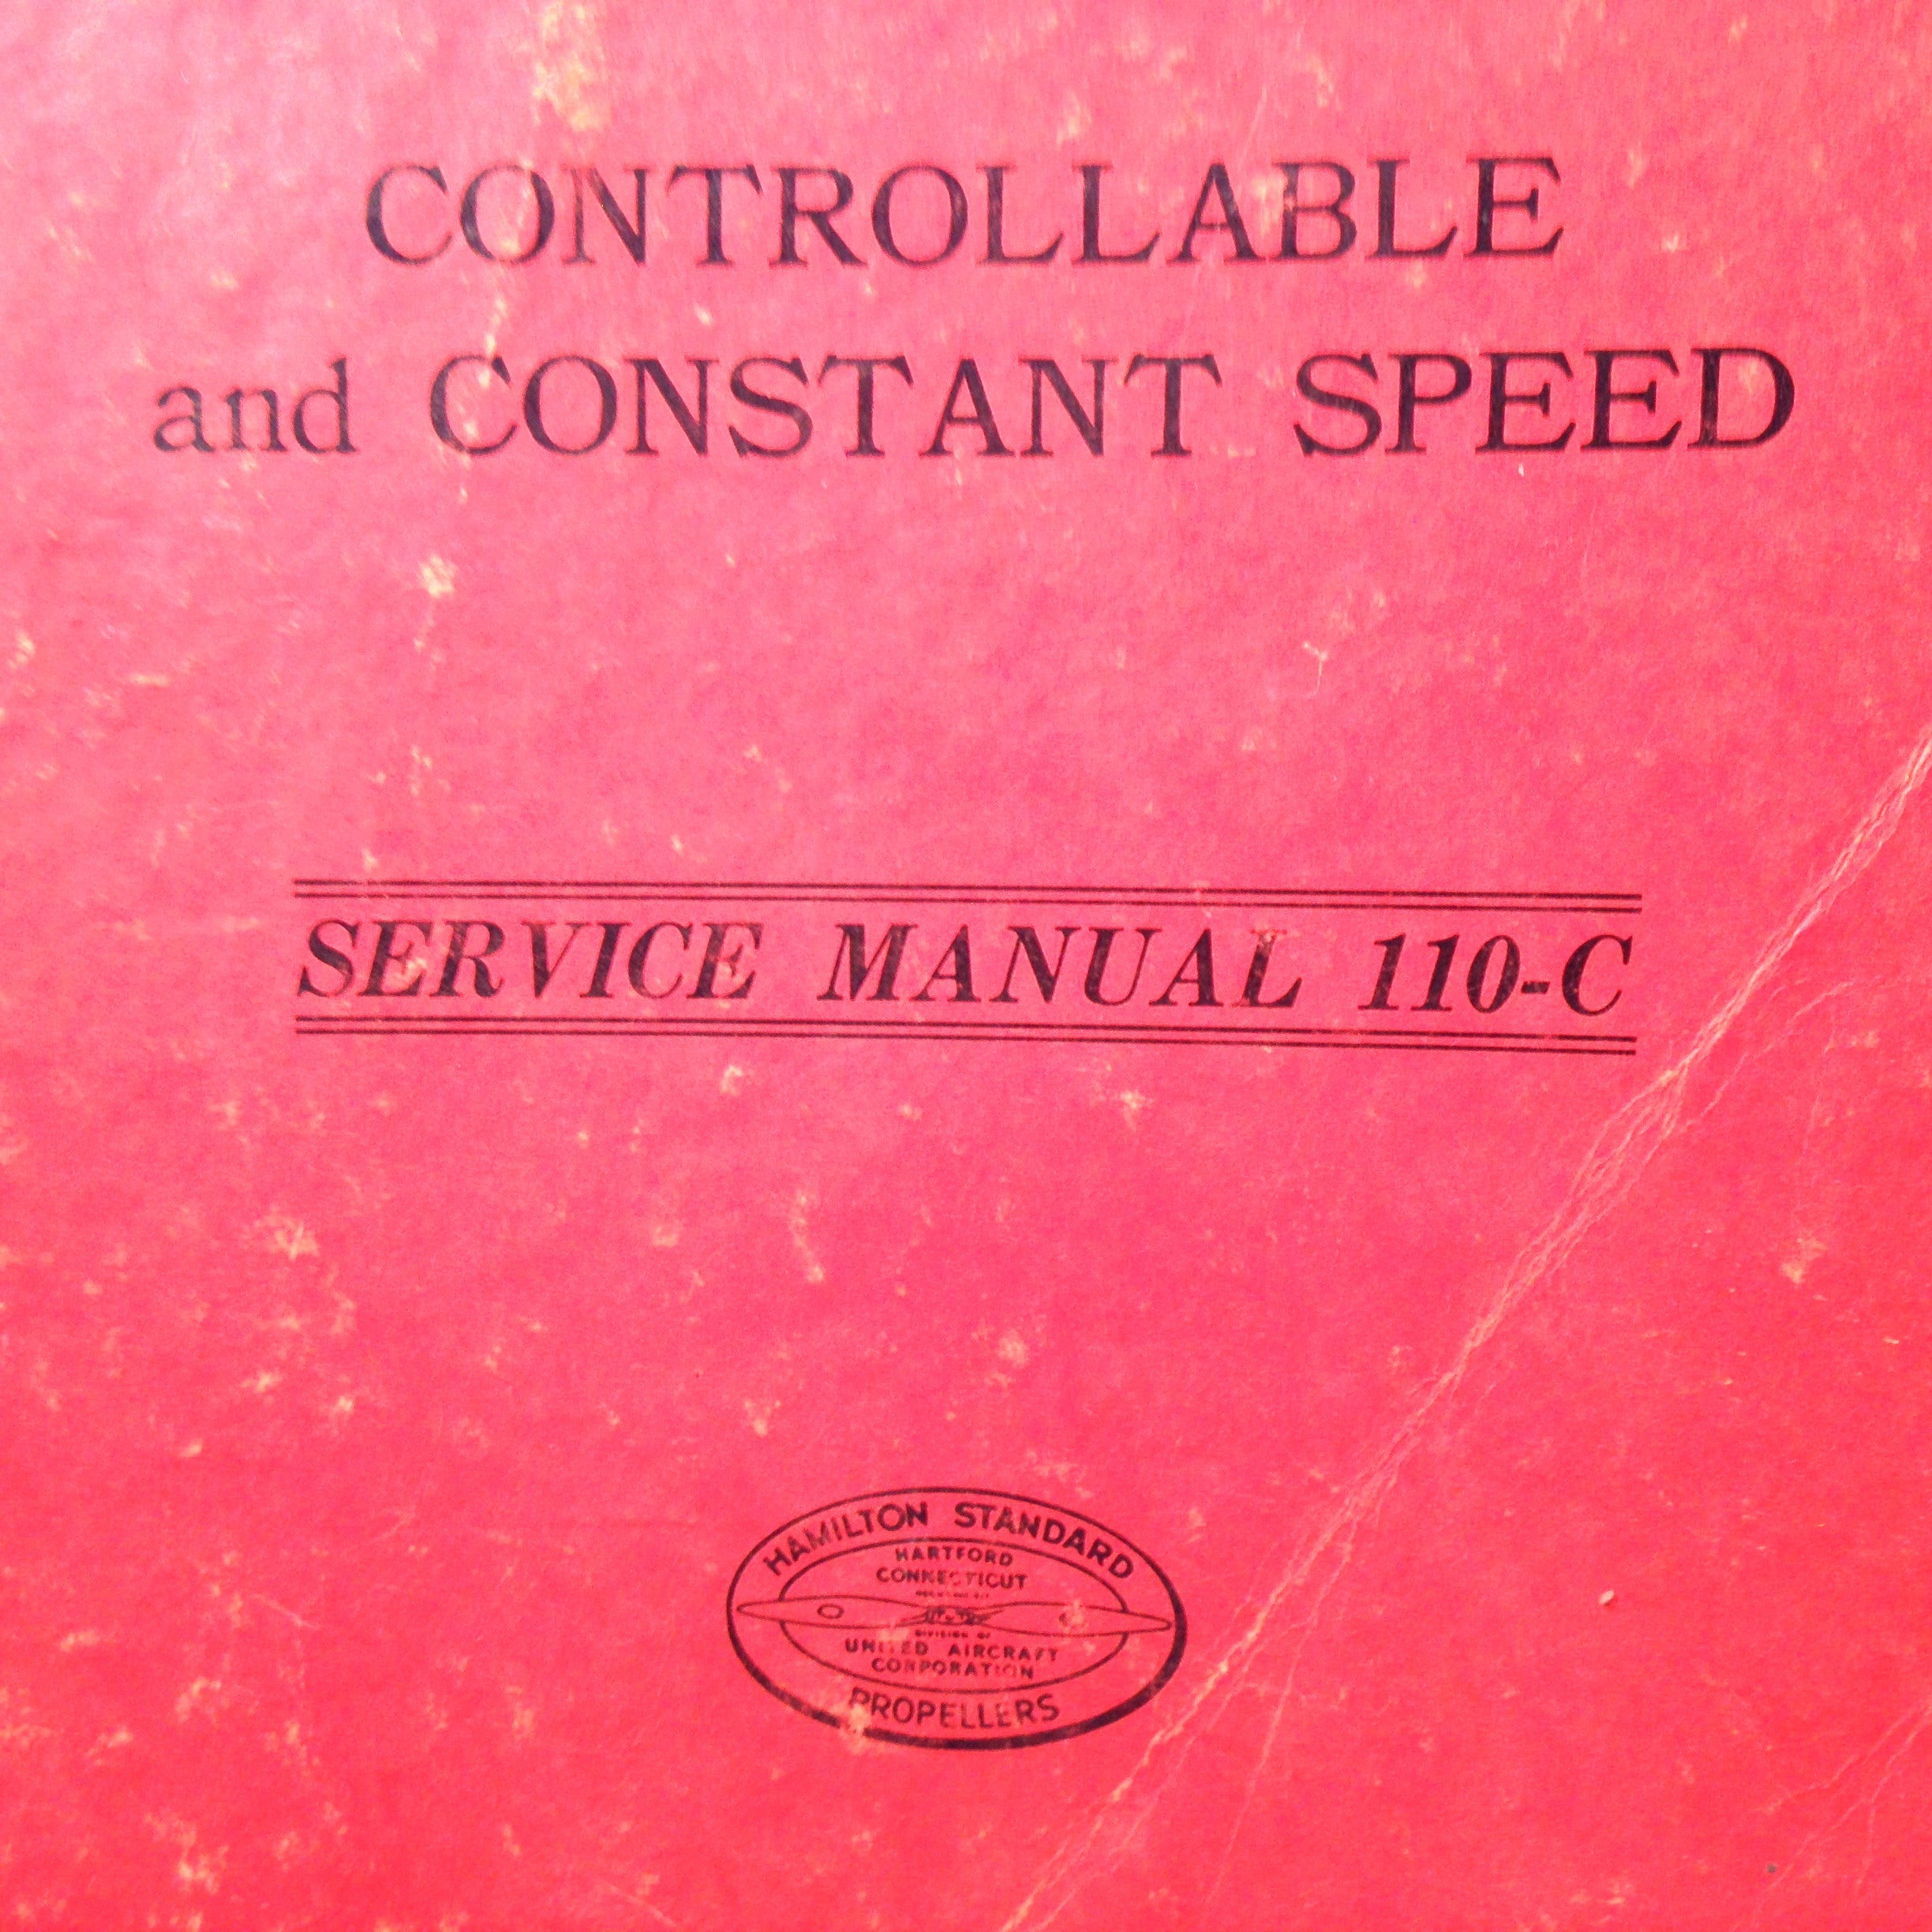 CONTROLLABLE
and CONSTANT SPEED
SERVICE MANUAL 110-C
HAMILTON STANDARD
HARTFORD
CONNECTICUT
DIVISION OF
UNITED AIRCRAFT
CORPORATION
PROPELLERS